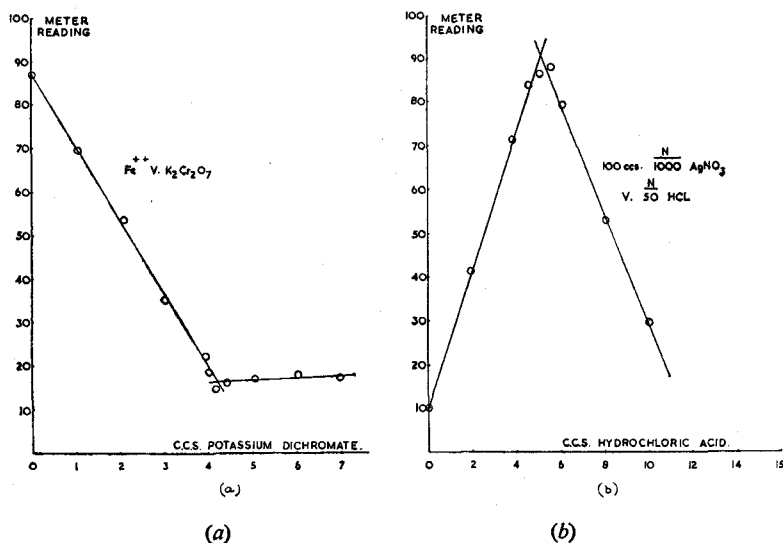 METER
READING
100
90
80
70
60
50
40
30
20
10
Fe++ V. K2Cr2O7
C.C.S. POTASSIUM DICHROMATE.
0 1 2 3 4 5 6 7
(a)
(a)
METER
READING
100
90
80
70
60
50
40
30
20
10
100 ccs. N/1000 AgNO3
V. N/50 HCL
C.C.S. HYDROCHLORIC ACID.
0 2 4 6 8 10 12 14 16
(b)
(b)